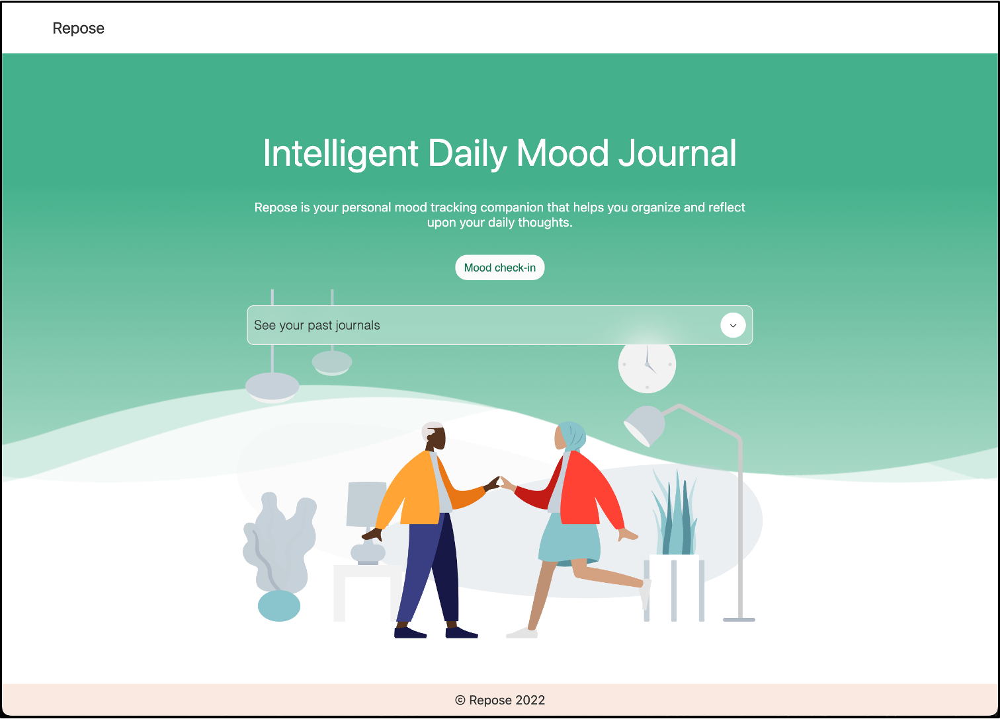 Repose
Intelligent Daily Mood Journal
Repose is your personal mood tracking companion that helps you organize and reflect
upon your daily thoughts.
Mood check-in
See your past journals
© Repose 2022